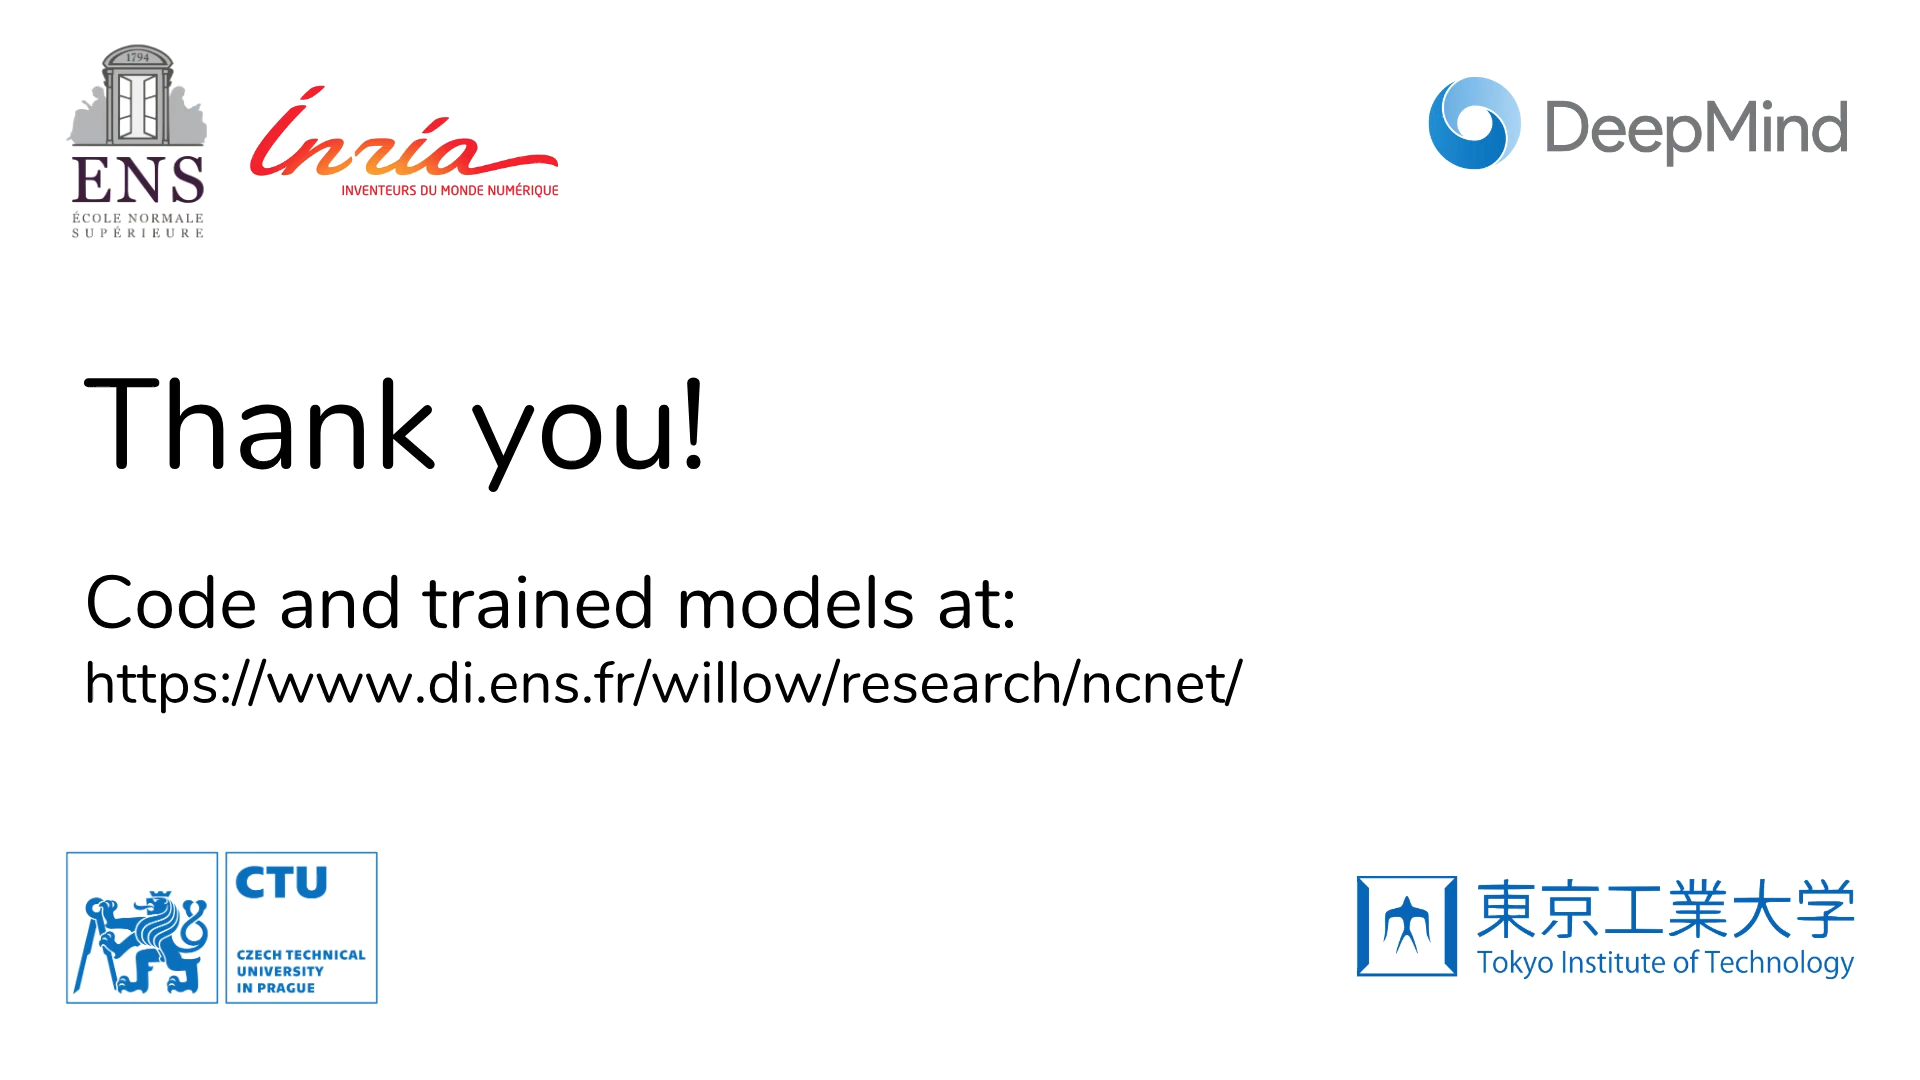 1794
ENS
ÉCOLE NORMALE
SUPÉRIEURE
Inria
INVENTEURS DU MONDE NUMÉRIQUE
DeepMind
Thank you!
Code and trained models at:
https://www.di.ens.fr/willow/research/ncnet/
CTU
CZECH TECHNICAL
UNIVERSITY
IN PRAGUE
東京工業大学
Tokyo Institute of Technology